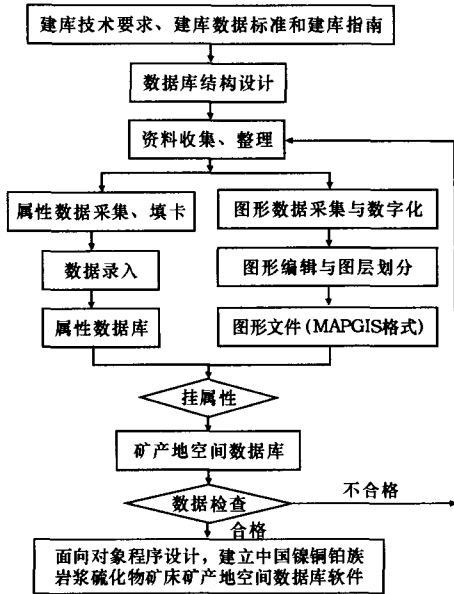 建库技术要求、建库数据标准和建库指南
数据库结构设计
资料收集、整理
属性数据采集、填卡
图形数据采集与数字化
数据录入
图形编辑与图层划分
属性数据库
图形文件(MAPGIS格式)
挂属性
矿产地空间数据库
数据检查
不合格
合格
面向对象程序设计，建立中国镍铜铂族
岩浆硫化物矿床矿产地空间数据库软件